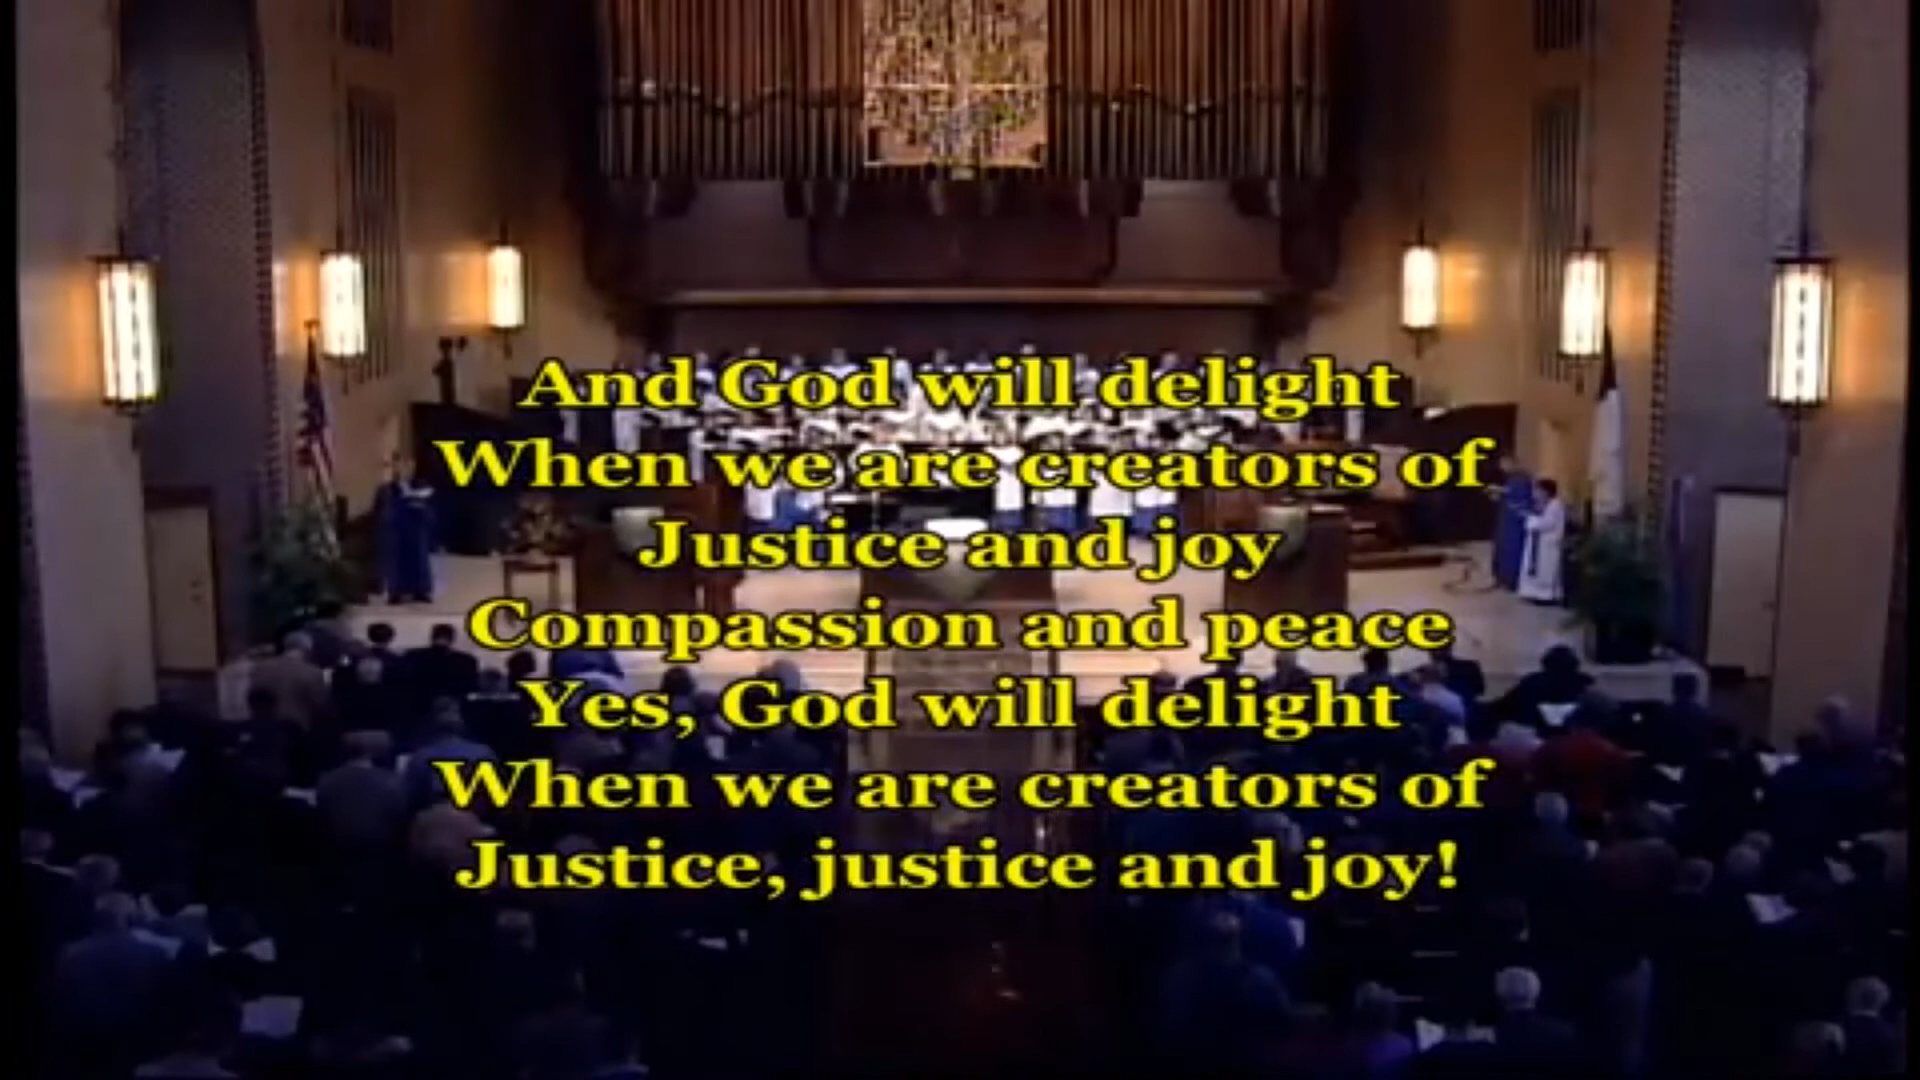 And God will delight
When we are creators of
Justice and joy
Compassion and peace
Yes, God will delight
When we are creators of
Justice, justice and joy!